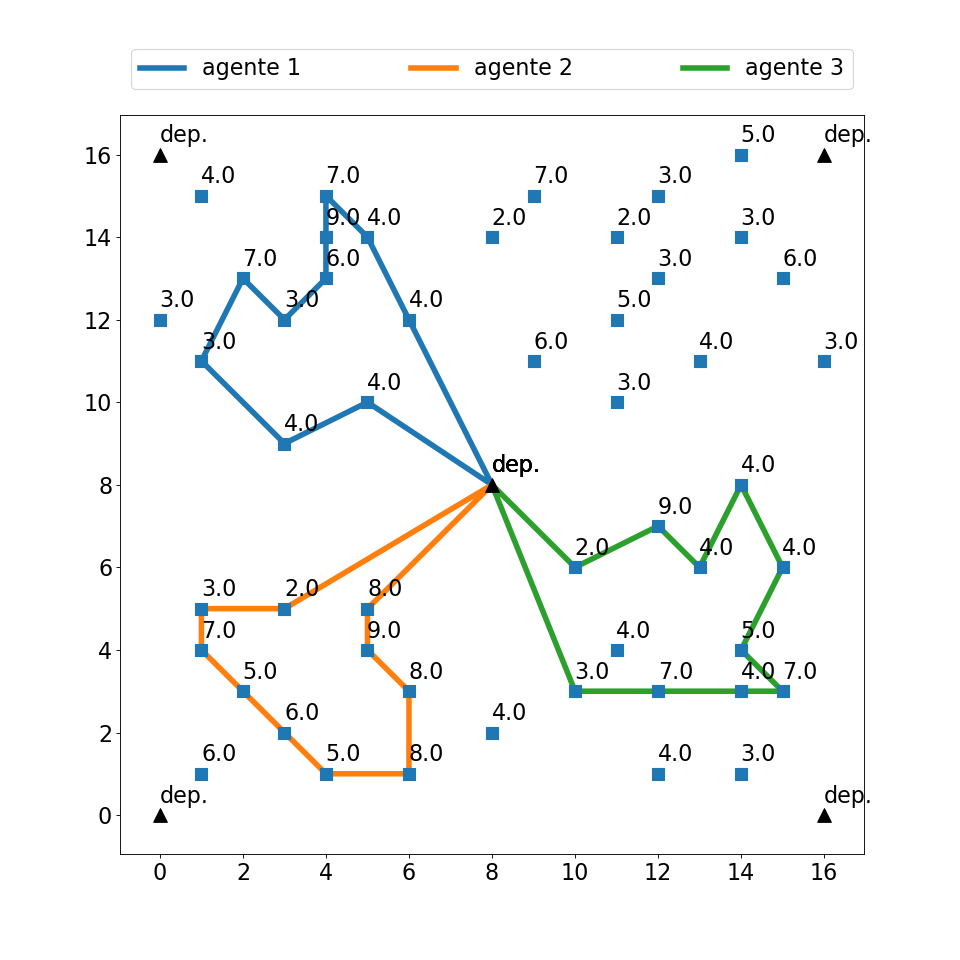 agente 1 agente 2 agente 3
dep. 5.0 dep.
16
4.0 7.0 7.0 3.0
9.0 4.0 2.0 2.0 3.0
14
7.0 6.0 3.0 6.0
3.0 3.0 4.0 5.0
12
3.0 6.0 4.0 3.0
4.0 3.0
10
4.0
dep. 4.0
8
9.0
2.0 4.0 4.0
6
3.0 2.0 8.0
7.0 9.0 4.0 5.0
4
5.0 8.0 3.0 7.0 4.0 7.0
6.0 4.0
2
6.0 5.0 8.0 4.0 3.0
dep. dep.
0
0 2 4 6 8 10 12 14 16